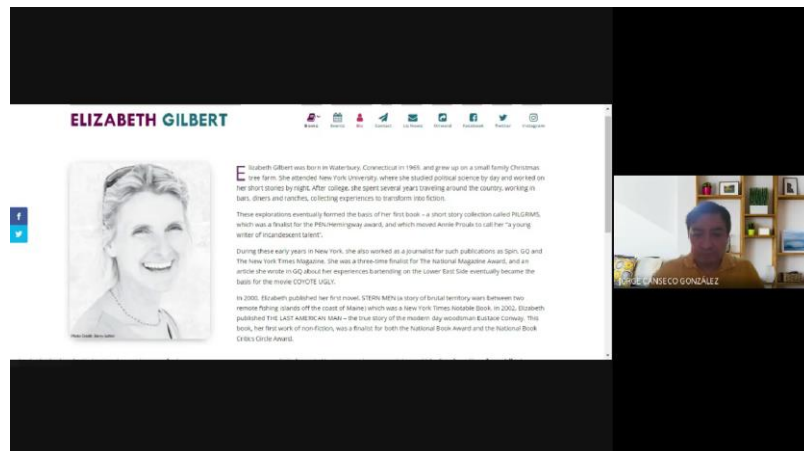 ELIZABETH GILBERT
Books Events Bio Contact Facebook Twitter Instagram
Elizabeth Gilbert was born in Waterbury, Connecticut in 1969, and grew up on a small family Christmas
tree farm. She attended New York University, where she studied political science by day and worked on
her short stories by night. After college, she spent several years traveling around the country, working in
bars, diners and ranches, collecting experiences to transform into fiction.
These explorations eventually formed the basis of her first book – a short story collection called PILGRIMS,
which was a finalist for the PEN/Hemingway award, and which moved Annie Proulx to call her "a young
writer of incandescent talent".
During these early years in New York, she also worked as a journalist for such publications as Spin, GQ and
The New York Times Magazine. She was a three-time finalist for The National Magazine Award, and an
article she wrote in GQ about her experiences bartending on the Lower East Side eventually became the
basis for the movie COYOTE UGLY.
In 2000, Elizabeth published her first novel, STERN MEN (a story of brutal territory wars between two
remote fishing islands off the coast of Maine) which was a New York Times Notable Book. In 2002, Elizabeth
published THE LAST AMERICAN MAN – the true story of the modern day woodsman Eustace Conway. This
book, her first work of non-fiction, was a finalist for both the National Book Award and the National Book
Critics Circle Award.
JORGE CANSECO GONZÁLEZ